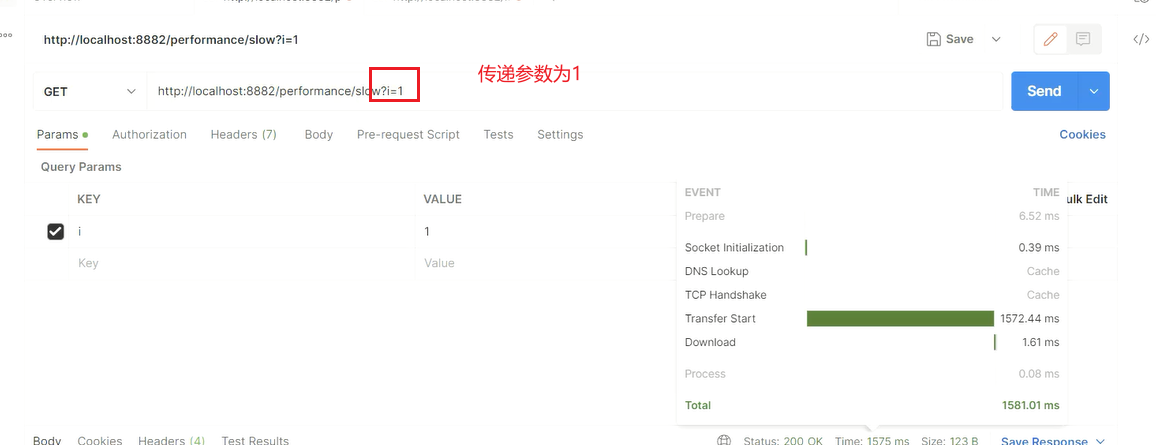 http://localhost:8882/performance/slow?i=1
Save
</>
GET
http://localhost:8882/performance/slow?i=1
传递参数为1
Send
Params
Authorization
Headers (7)
Body
Pre-request Script
Tests
Settings
Cookies
Query Params
KEY
VALUE
ulk Edit
i
1
Key
Value
EVENT
TIME
Prepare
6.52 ms
Socket Initialization
0.39 ms
DNS Lookup
Cache
TCP Handshake
Cache
Transfer Start
1572.44 ms
Download
1.61 ms
Process
0.08 ms
Total
1581.01 ms
Body
Cookies
Headers (4)
Test Results
Status: 200 OK
Time: 1575 ms
Size: 123 B
Save Response